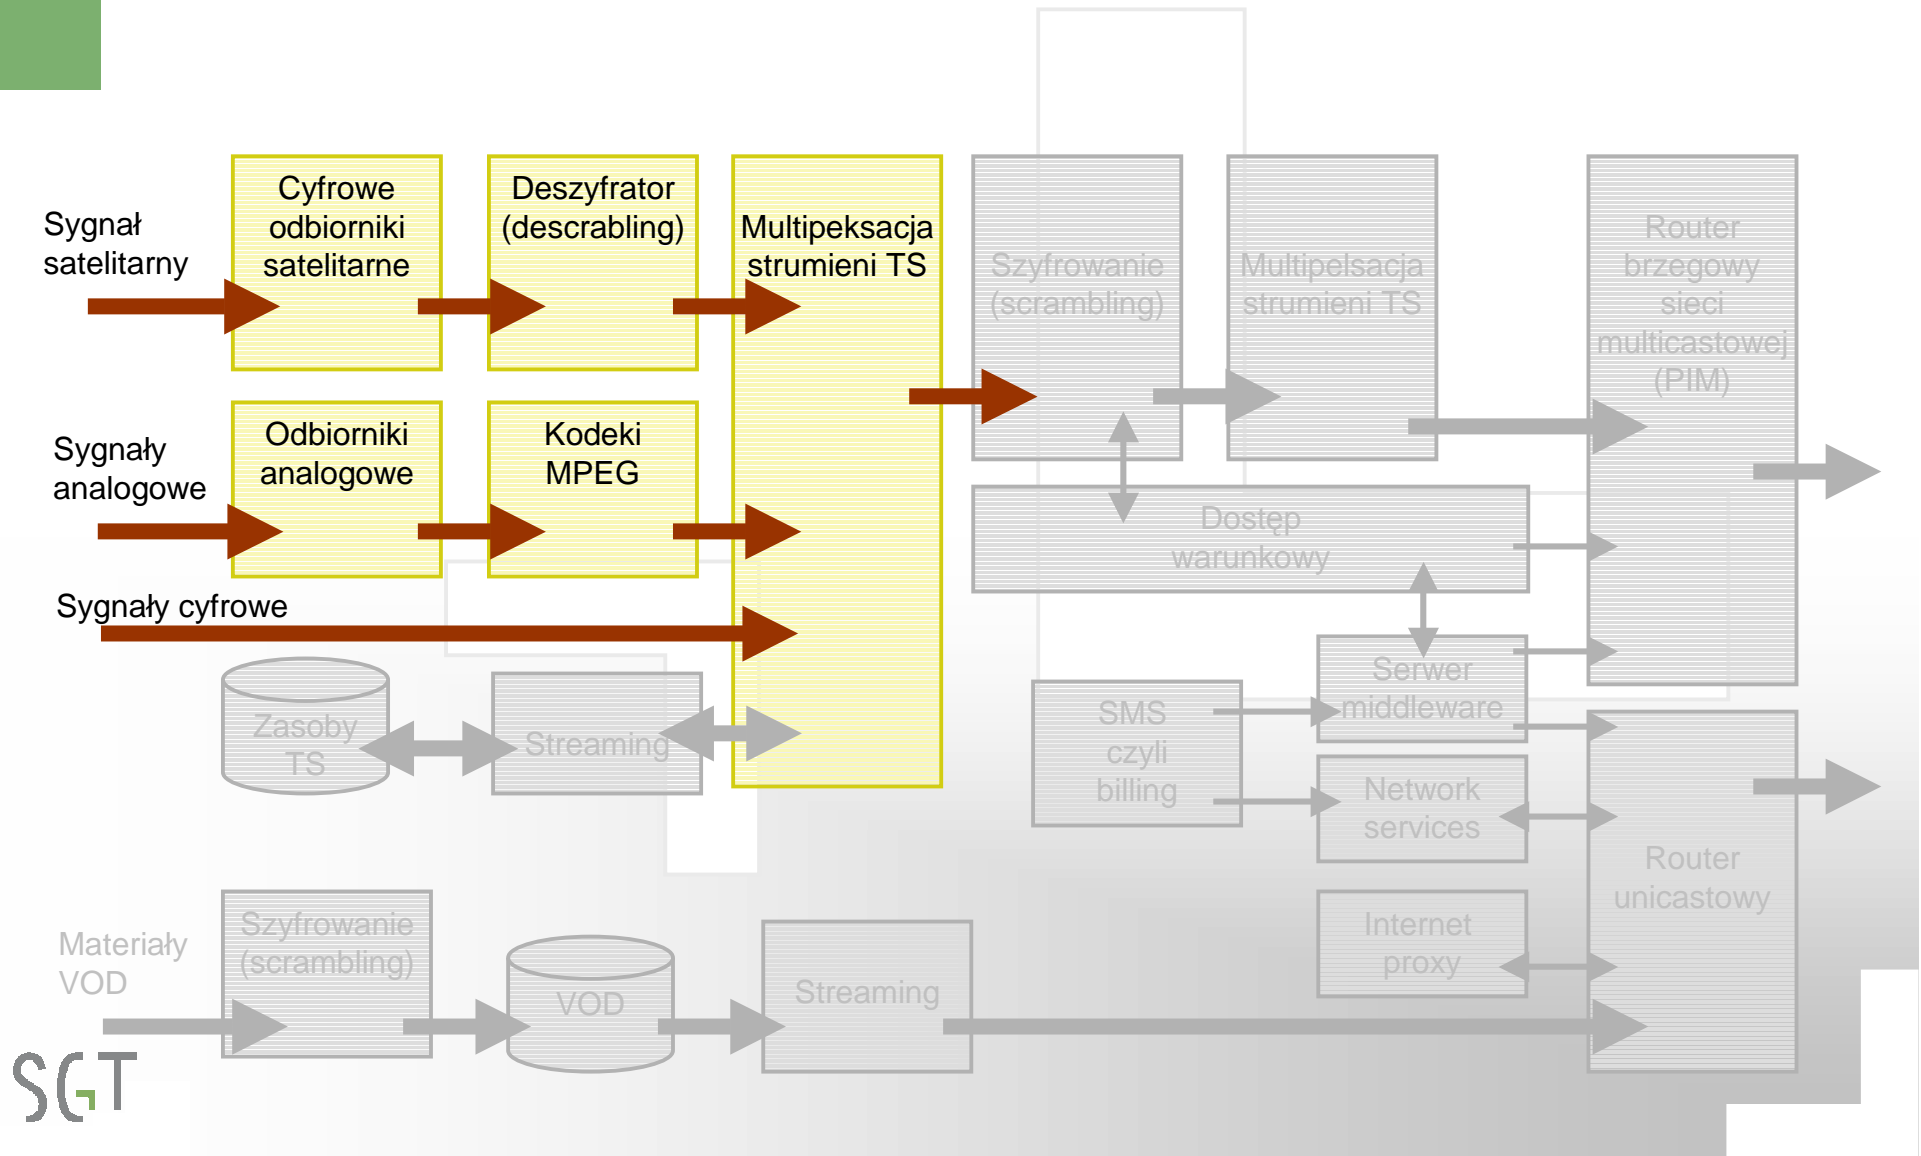 Sygnał
satelitarny
Cyfrowe
odbiorniki
satelitarne
Deszyfrator
(descrabling)
Multipeksacja
strumieni TS
Szyfrowanie
(scrambling)
Multipelsacja
strumieni TS
Router
brzegowy
sieci
multicastowej
(PIM)
Sygnały
analogowe
Odbiorniki
analogowe
Kodeki
MPEG
Dostęp
warunkowy
Sygnały cyfrowe
Zasoby
TS
Streaming
SMS
czyli
billing
Serwer
middleware
Network
services
Internet
proxy
Router
unicastowy
Materiały
VOD
Szyfrowanie
(scrambling)
VOD
Streaming
SGT